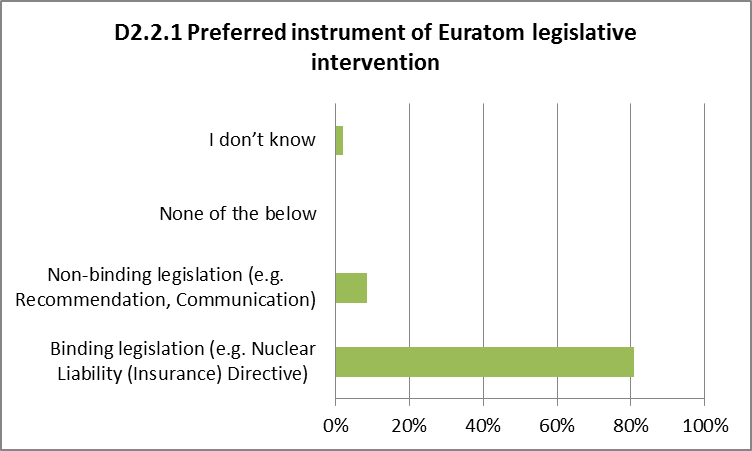 D2.2.1 Preferred instrument of Euratom legislative
intervention
I don’t know
None of the below
Non-binding legislation (e.g.
Recommendation, Communication)
Binding legislation (e.g. Nuclear
Liability (Insurance) Directive)
0% 20% 40% 60% 80% 100%